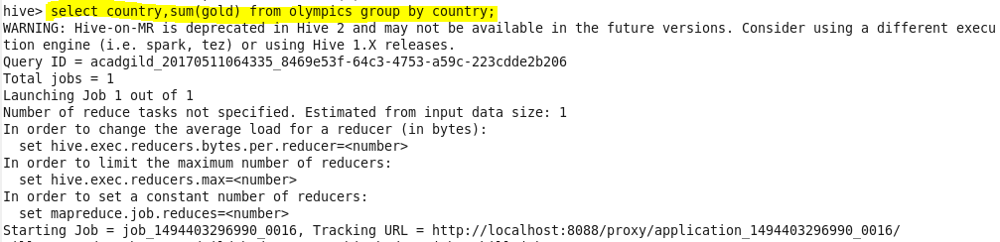 hive> select country,sum(gold) from olympics group by country;
WARNING: Hive-on-MR is deprecated in Hive 2 and may not be available in the future versions. Consider using a different execu
tion engine (i.e. spark, tez) or using Hive 1.X releases.
Query ID = acadgild_20170511064335_8469e53f-64c3-4753-a59c-223cdde2b206
Total jobs = 1
Launching Job 1 out of 1
Number of reduce tasks not specified. Estimated from input data size: 1
In order to change the average load for a reducer (in bytes):
  set hive.exec.reducers.bytes.per.reducer=<number>
In order to limit the maximum number of reducers:
  set hive.exec.reducers.max=<number>
In order to set a constant number of reducers:
  set mapreduce.job.reduces=<number>
Starting Job = job_1494403296990_0016, Tracking URL = http://localhost:8088/proxy/application_1494403296990_0016/